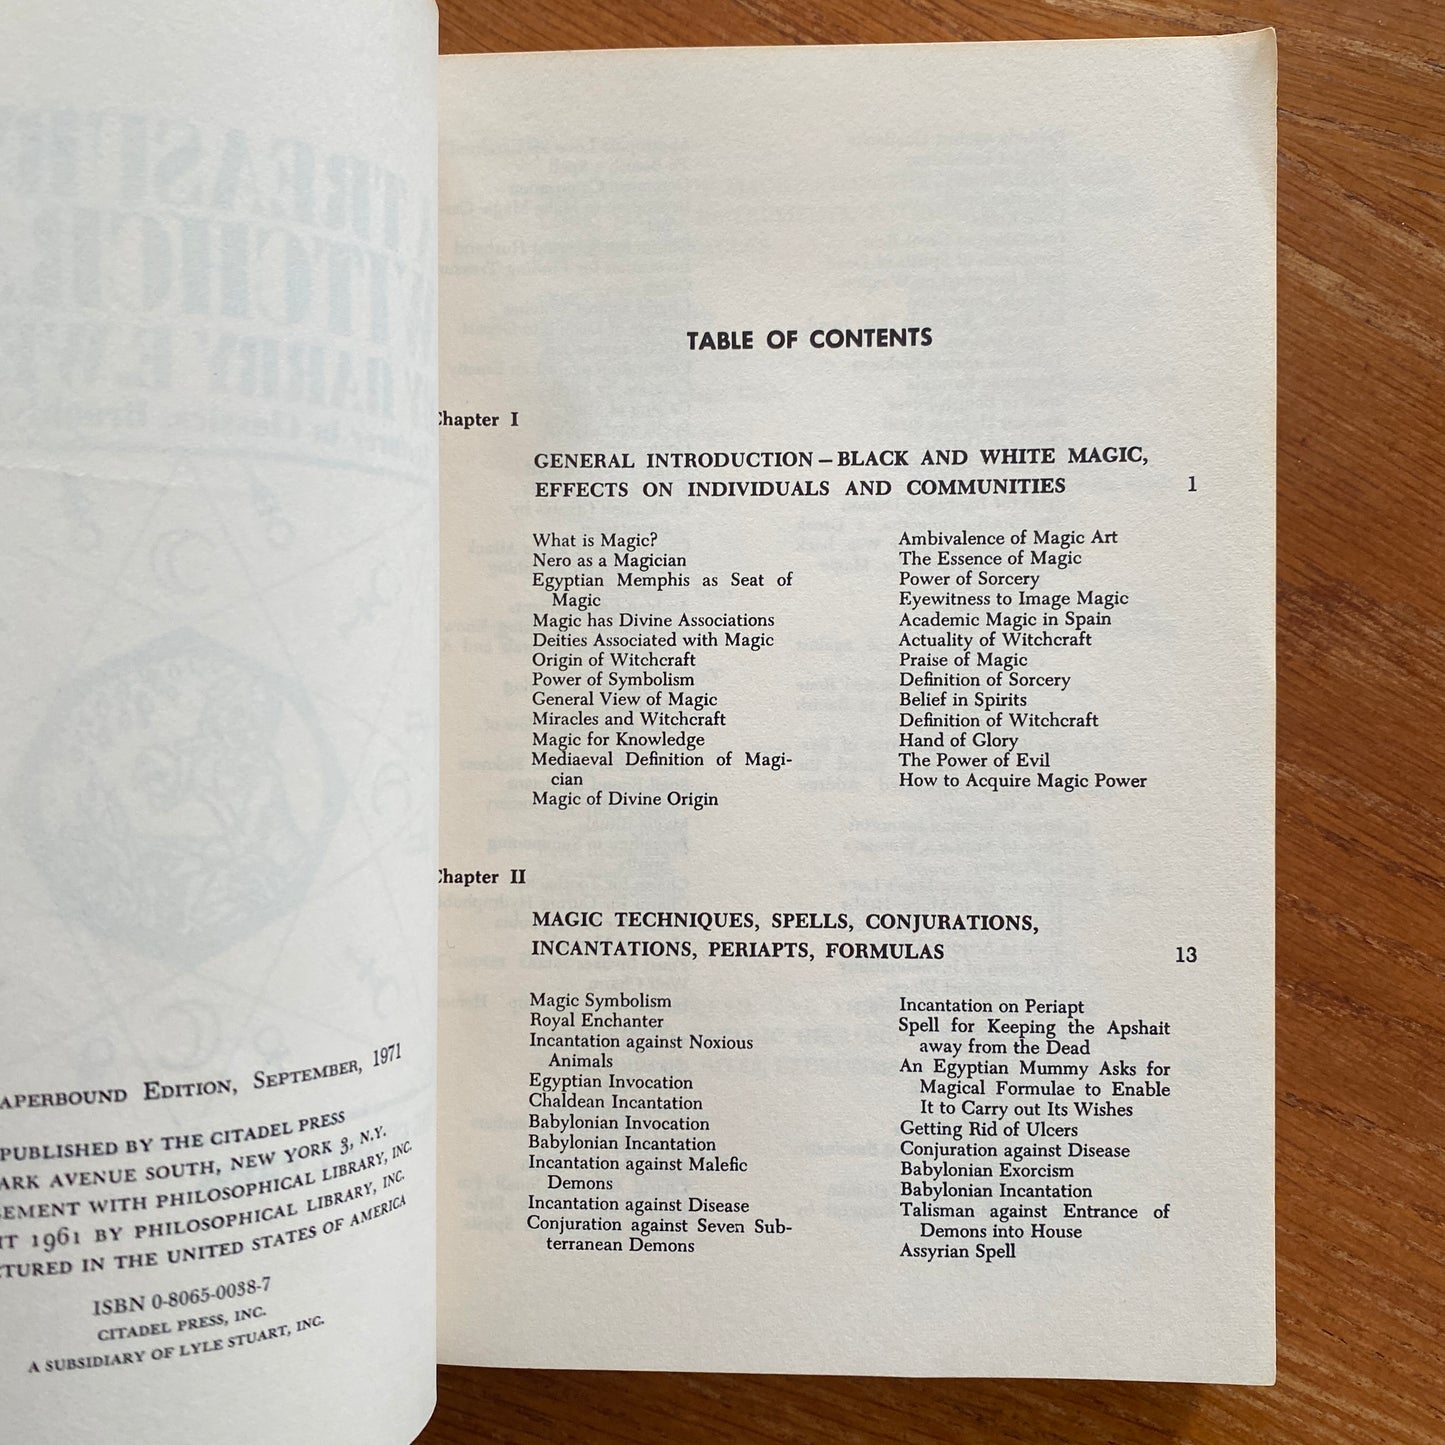 APERBOUND EDITION, SEPTEMBER, 1971
PUBLISHED BY THE CITADEL PRESS
ARK AVENUE SOUTH, NEW YORK 3, N.Y.
EMENT WITH PHILOSOPHICAL LIBRARY, INC.
T 1961 BY PHILOSOPHICAL LIBRARY, INC.
TURED IN THE UNITED STATES OF AMERICA
ISBN 0-8065-0038-7
CITADEL PRESS, INC.
A SUBSIDIARY OF LYLE STUART, INC.
TABLE OF CONTENTS
Chapter I
GENERAL INTRODUCTION—BLACK AND WHITE MAGIC,
EFFECTS ON INDIVIDUALS AND COMMUNITIES 1
What is Magic?
Nero as a Magician
Egyptian Memphis as Seat of
Magic
Magic has Divine Associations
Deities Associated with Magic
Origin of Witchcraft
Power of Symbolism
General View of Magic
Miracles and Witchcraft
Magic for Knowledge
Mediaeval Definition of Magi-
cian
Magic of Divine Origin
Ambivalence of Magic Art
The Essence of Magic
Power of Sorcery
Eyewitness to Image Magic
Academic Magic in Spain
Actuality of Witchcraft
Praise of Magic
Definition of Sorcery
Belief in Spirits
Definition of Witchcraft
Hand of Glory
The Power of Evil
How to Acquire Magic Power
Chapter II
MAGIC TECHNIQUES, SPELLS, CONJURATIONS,
INCANTATIONS, PERIAPTS, FORMULAS 13
Magic Symbolism
Royal Enchanter
Incantation against Noxious
Animals
Egyptian Invocation
Chaldean Incantation
Babylonian Invocation
Babylonian Incantation
Incantation against Malefic
Demons
Incantation against Disease
Conjuration against Seven Sub-
terranean Demons
Incantation on Periapt
Spell for Keeping the Apshait
away from the Dead
An Egyptian Mummy Asks for
Magical Formulae to Enable
It to Carry out Its Wishes
Getting Rid of Ulcers
Conjuration against Disease
Babylonian Exorcism
Babylonian Incantation
Talisman against Entrance of
Demons into House
Assyrian Spell